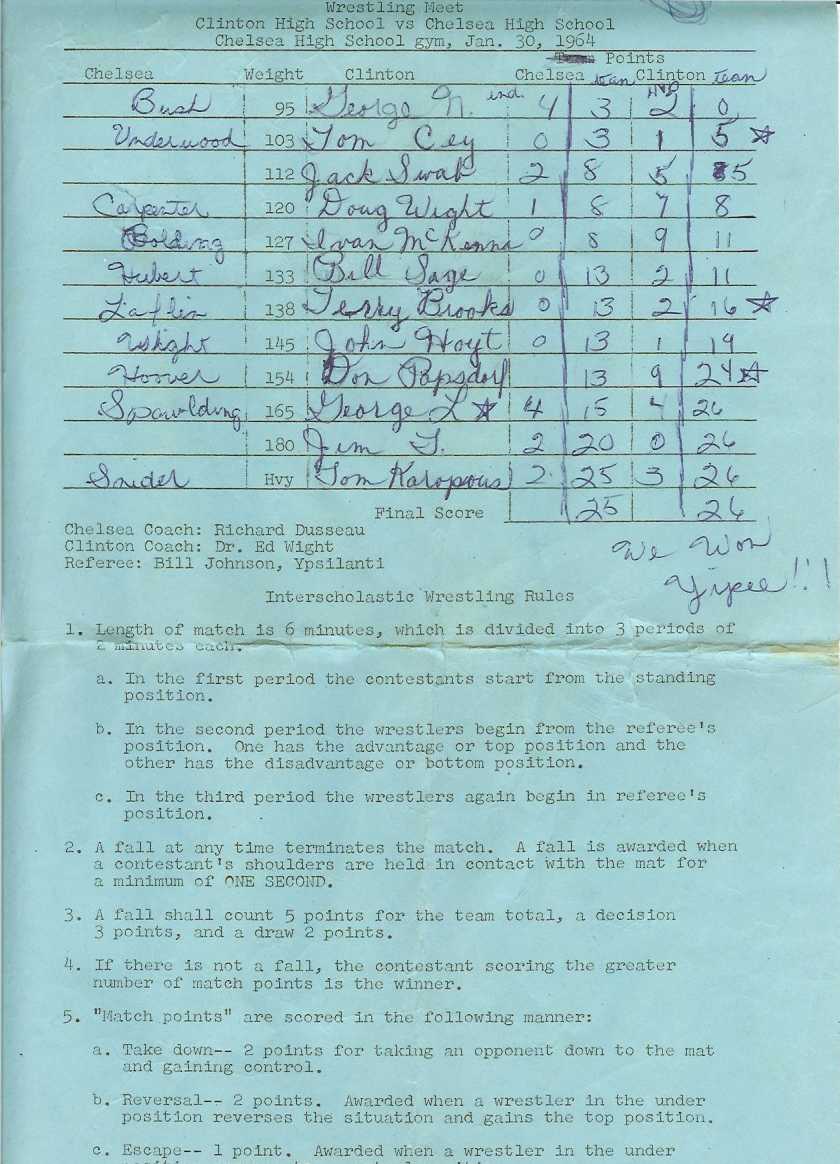 Wrestling Meet
Clinton High School vs Chelsea High School
Chelsea High School gym, Jan. 30, 1964
Team Points
Chelsea Weight Clinton Chelsea team Clinton team
ind. IND
Bush 95 George N. 4 3 2 0
Underwood 103 Tom Cey 0 3 1 5 ☆
112 Jack Swab 2 8 5 5
Carpenter 120 Doug Wight 1 8 7 8
Bolding 127 Ivan McKenna 0 8 9 11
Hubert 133 Bill Sage 0 13 2 11
Laflin 138 Terry Brooks 0 13 2 16 ☆
Wright 145 John Hoyt 0 13 1 19
Hoover 154 Don Papsdorf 13 9 24 ☆
Spawlding 165 George L ☆ 4 15 4 26
180 Jim T. 2 20 0 26
Snider Hvy Tom Karopous 2 25 3 26
Final Score 25 26
Chelsea Coach: Richard Dusseau
Clinton Coach: Dr. Ed Wight
Referee: Bill Johnson, Ypsilanti
We Won
Yipee!!!
Interscholastic Wrestling Rules
1. Length of match is 6 minutes, which is divided into 3 periods of
2 minutes each.
a. In the first period the contestants start from the standing
position.
b. In the second period the wrestlers begin from the referee's
position. One has the advantage or top position and the
other has the disadvantage or bottom position.
c. In the third period the wrestlers again begin in referee's
position.
2. A fall at any time terminates the match. A fall is awarded when
a contestant's shoulders are held in contact with the mat for
a minimum of ONE SECOND.
3. A fall shall count 5 points for the team total, a decision
3 points, and a draw 2 points.
4. If there is not a fall, the contestant scoring the greater
number of match points is the winner.
5. "Match points" are scored in the following manner:
a. Take down-- 2 points for taking an opponent down to the mat
and gaining control.
b. Reversal-- 2 points. Awarded when a wrestler in the under
position reverses the situation and gains the top position.
c. Escape-- 1 point. Awarded when a wrestler in the under